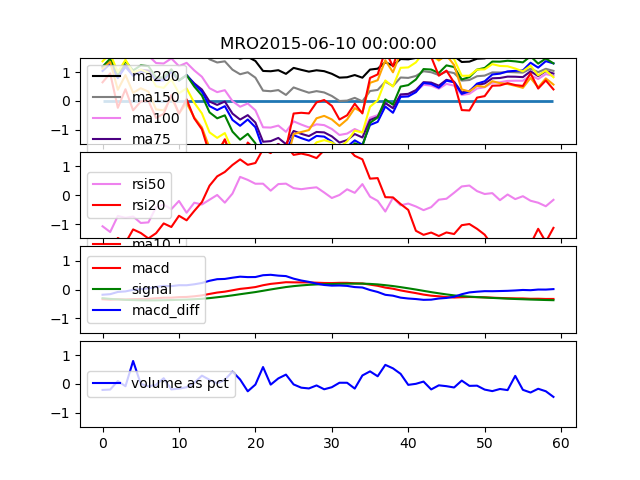 MRO2015-06-10 00:00:00
1
0
−1
ma200
ma150
ma100
ma75
1
0
−1
rsi50
rsi20
ma10
1
0
−1
macd
signal
macd_diff
1
0
−1
volume as pct
0 10 20 30 40 50 60